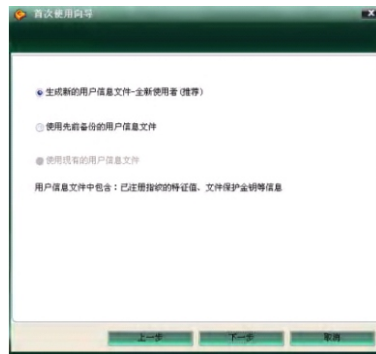 首次使用向导
生成新的用户信息文件-全新使用者(推荐)
使用先前备份的用户信息文件
使用现有的用户信息文件
用户信息文件中包含：已注册指纹的特征值、文件保护金钥等信息
上一步 下一步 取消